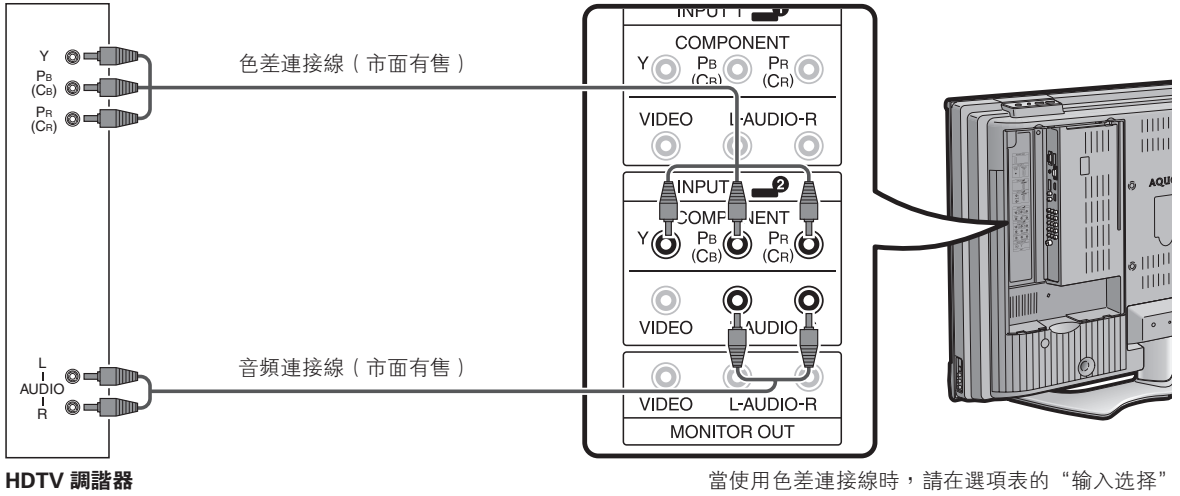 INPUT 1
COMPONENT
Y PB (CB) PR (CR)
VIDEO L-AUDIO-R
INPUT 2
COMPONENT
Y PB (CB) PR (CR)
VIDEO L-AUDIO-R
VIDEO L-AUDIO-R
MONITOR OUT
Y
PB
(CB)
PR
(CR)
色差連接線（市面有售）
L
AUDIO
R
音頻連接線（市面有售）
HDTV 調諧器
當使用色差連接線時，請在選項表的“输入选择”